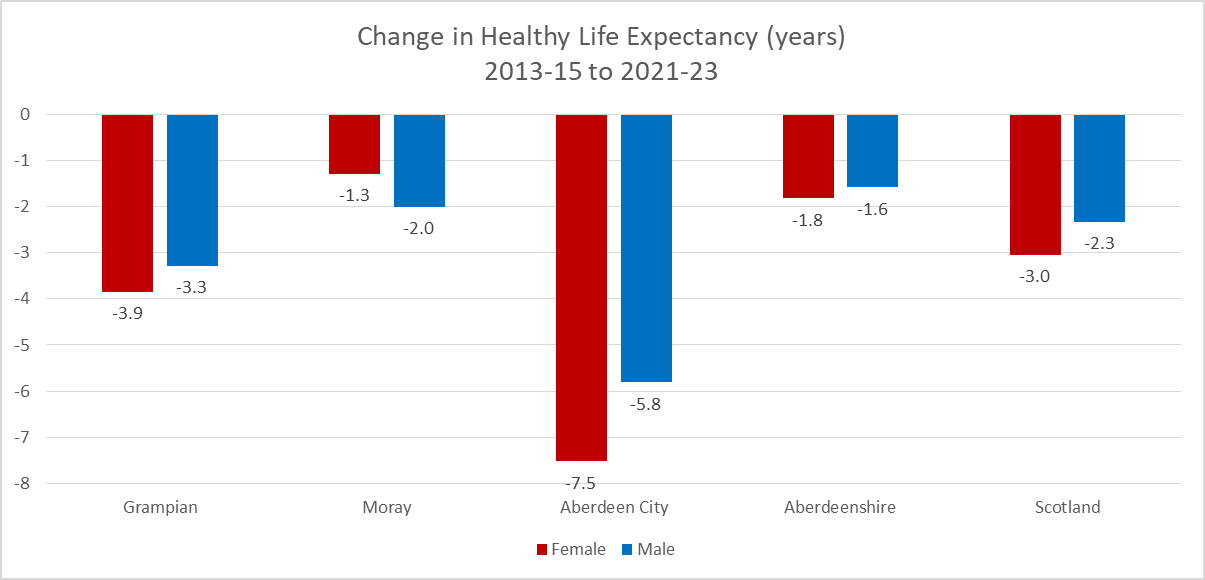 Change in Healthy Life Expectancy (years)
2013-15 to 2021-23
0
-1
-2
-3
-4
-5
-6
-7
-8
-3.9
-3.3
-1.3
-2.0
-7.5
-5.8
-1.8
-1.6
-3.0
-2.3
Grampian
Moray
Aberdeen City
Aberdeenshire
Scotland
Female
Male